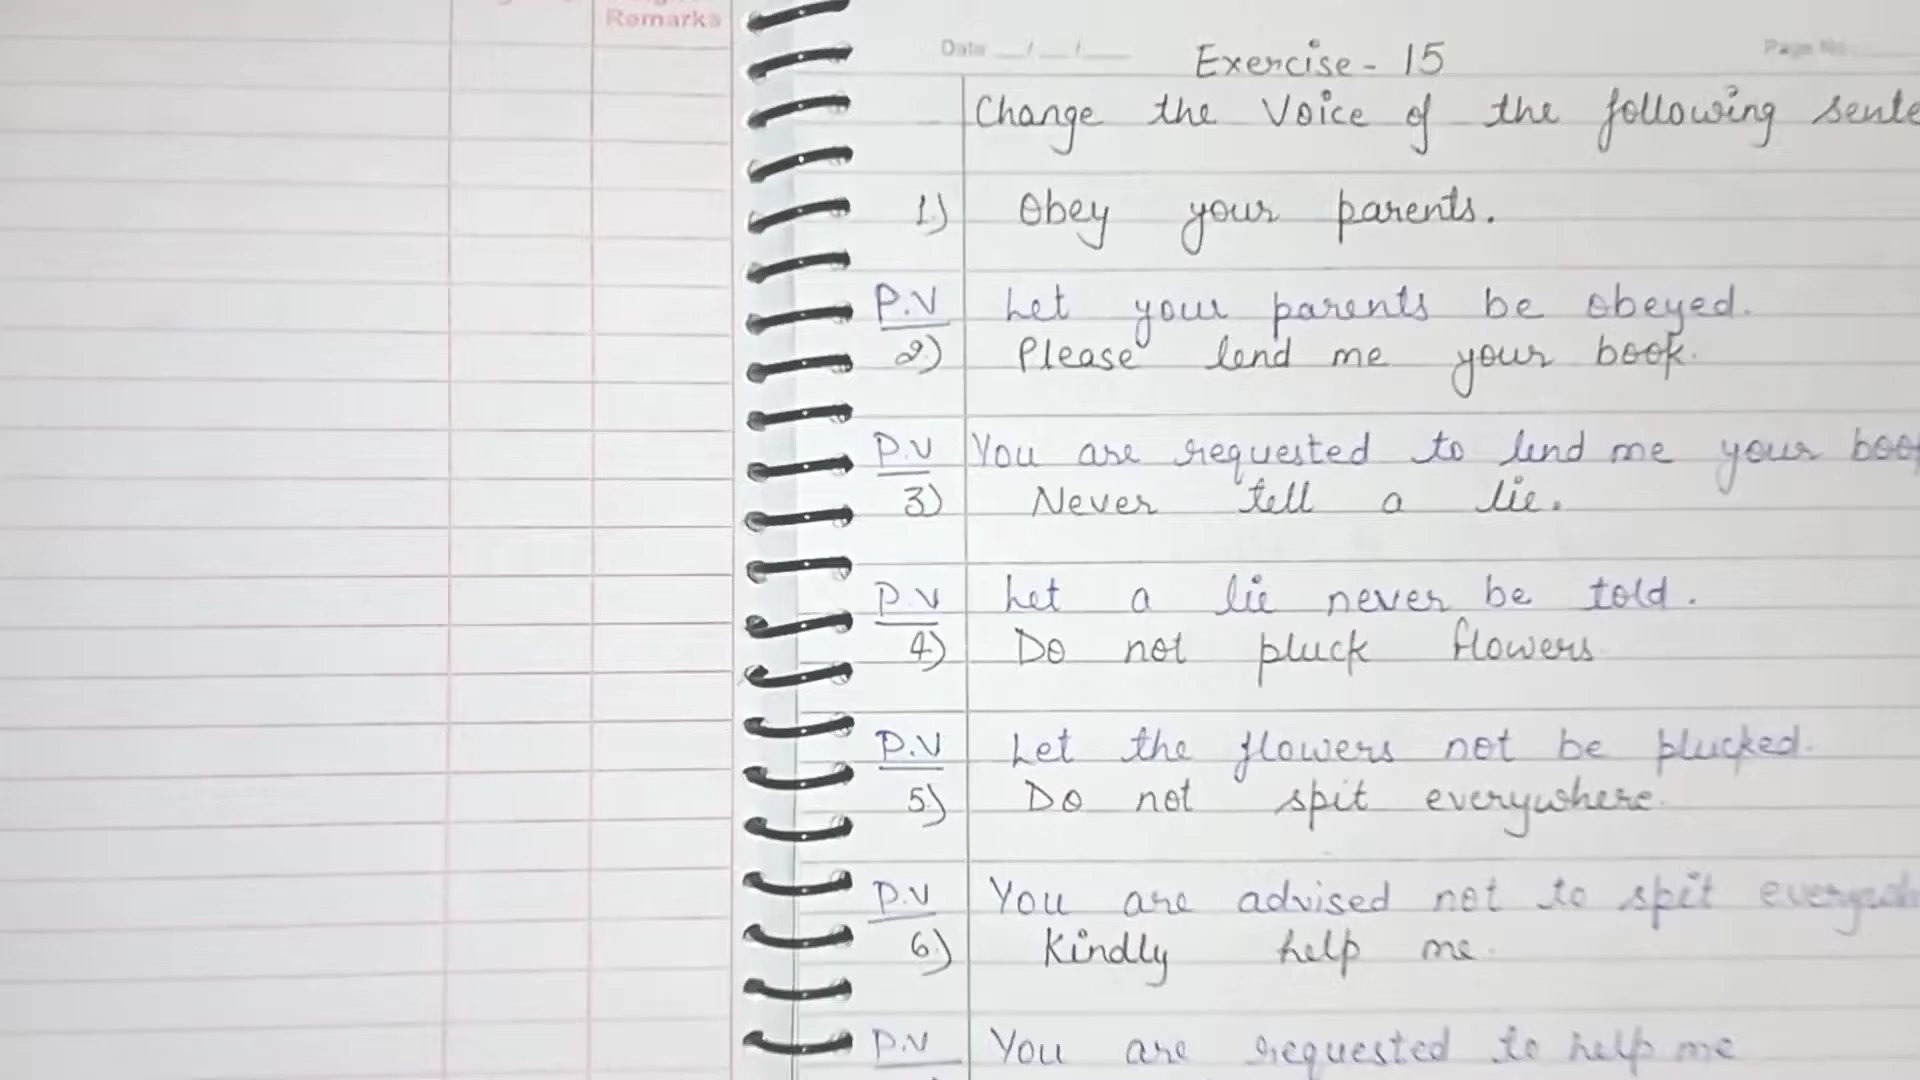 Remarks
Date __/__/__ Page No.
Exercise - 15
Change the Voice of the following
1) Obey your parents.
P.V Let your parents be obeyed.
2) Please lend me your book.
P.V You are requested to lend me your
3) Never tell a lie.
P.V Let a lie never be told.
4) Do not pluck flowers
P.V Let the flowers not be plucked.
5) Do not spit everywhere.
P.V You are advised not to spit
6) Kindly help me.
P.V You are requested to help me